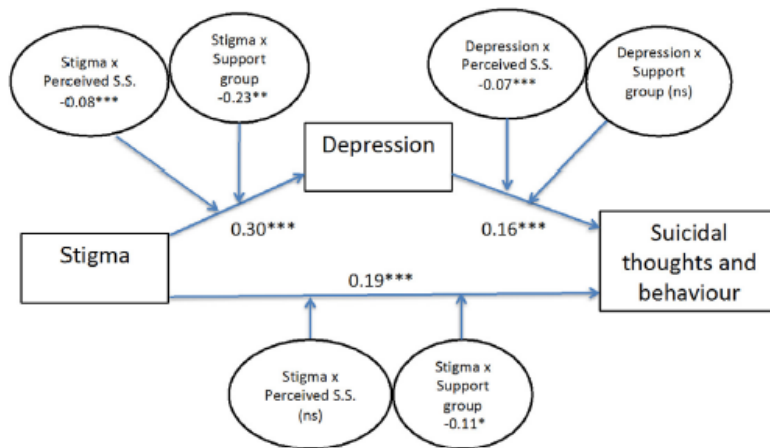 Stigma x
Perceived S.S.
-0.08***
Stigma x
Support
group
-0.23**
Depression x
Perceived S.S.
-0.07***
Depression x
Support
group (ns)
Depression
0.30***
0.16***
Stigma
0.19***
Suicidal
thoughts and
behaviour
Stigma x
Perceived S.S.
(ns)
Stigma x
Support
group
-0.11*